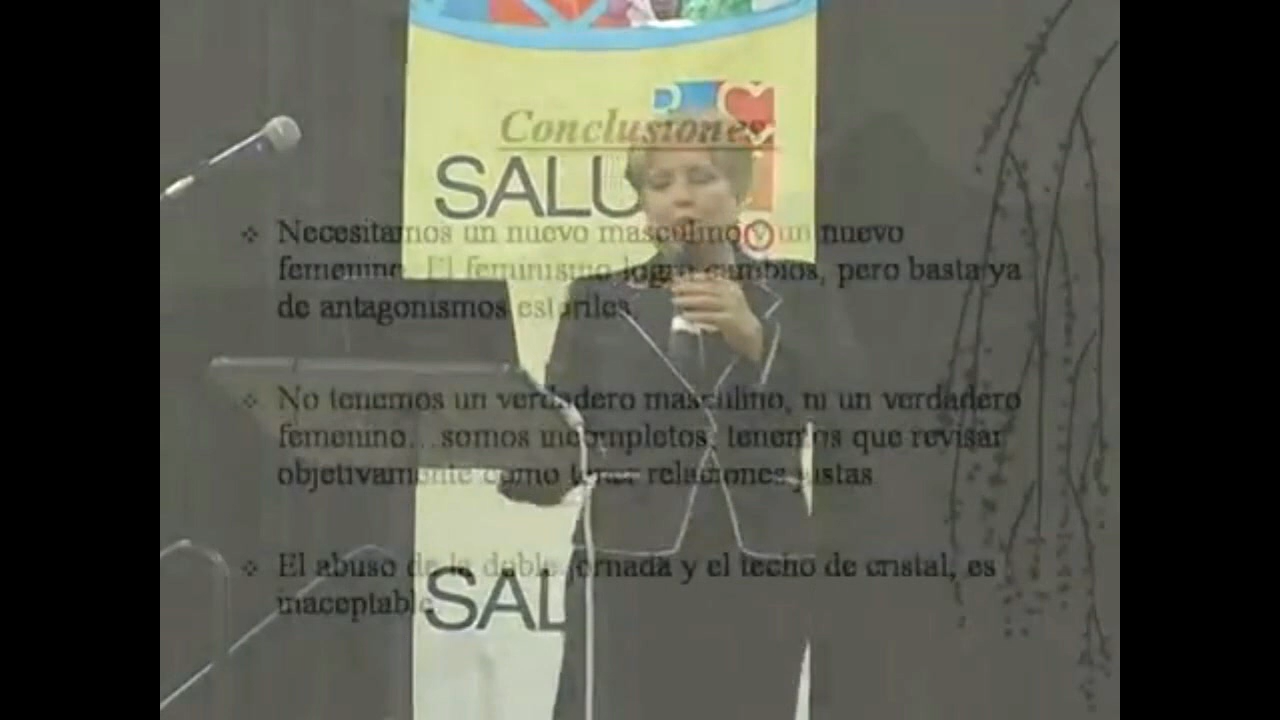 Conclusiones
SALU
Necesitamos un nuevo masculino y un nuevo
femenino. El feminismo logro cambios, pero basta ya
de antagonismos estériles.
No tenemos un verdadero masculino, ni un verdadero
femenino...somos incompletos, tenemos que revisar
objetivamente como tener relaciones justas
El abuso de la doble jornada y el techo de cristal, es
inaceptable
SAL